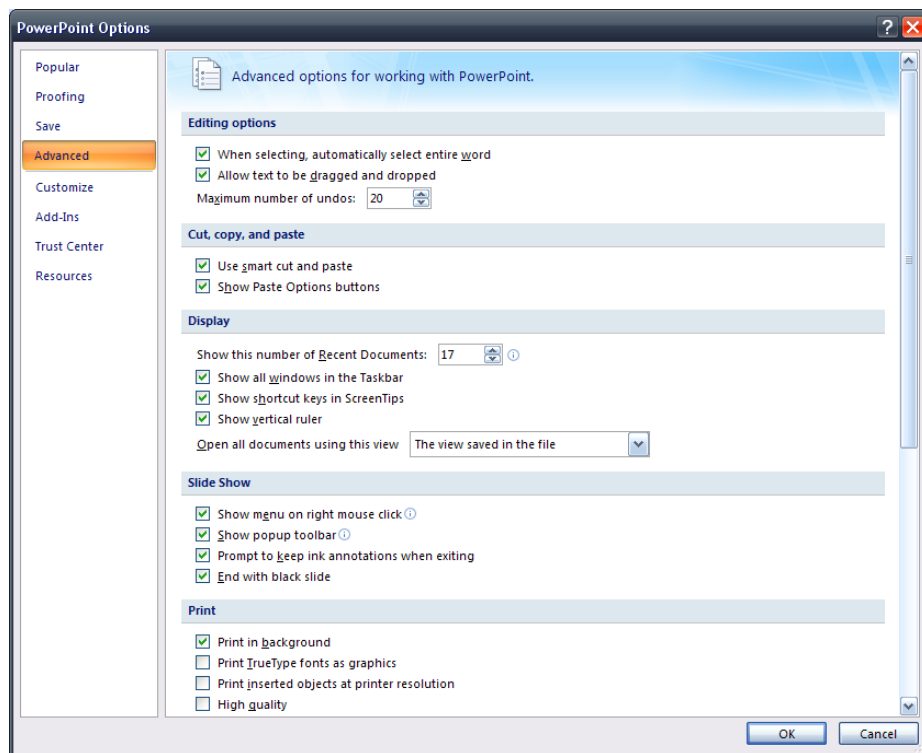 PowerPoint Options
Popular
Proofing
Save
Advanced
Customize
Add-Ins
Trust Center
Resources
Advanced options for working with PowerPoint.
Editing options
When selecting, automatically select entire word
Allow text to be dragged and dropped
Maximum number of undos: 20
Cut, copy, and paste
Use smart cut and paste
Show Paste Options buttons
Display
Show this number of Recent Documents: 17
Show all windows in the Taskbar
Show shortcut keys in ScreenTips
Show vertical ruler
Open all documents using this view The view saved in the file
Slide Show
Show menu on right mouse click
Show popup toolbar
Prompt to keep ink annotations when exiting
End with black slide
Print
Print in background
Print TrueType fonts as graphics
Print inserted objects at printer resolution
High quality
OK Cancel